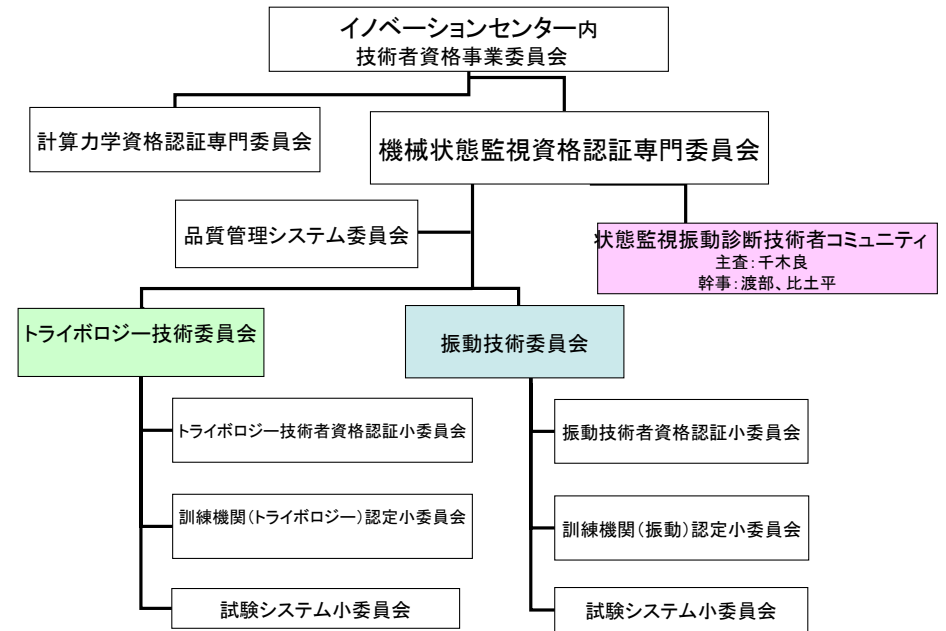 イノベーションセンター内
技術者資格事業委員会
計算力学資格認証専門委員会
機械状態監視資格認証専門委員会
品質管理システム委員会
状態監視振動診断技術者コミュニティ
主査：千木良
幹事：渡部、比土平
トライボロジー技術委員会
振動技術委員会
トライボロジー技術者資格認証小委員会
振動技術者資格認証小委員会
訓練機関（トライボロジー）認定小委員会
訓練機関（振動）認定小委員会
試験システム小委員会
試験システム小委員会